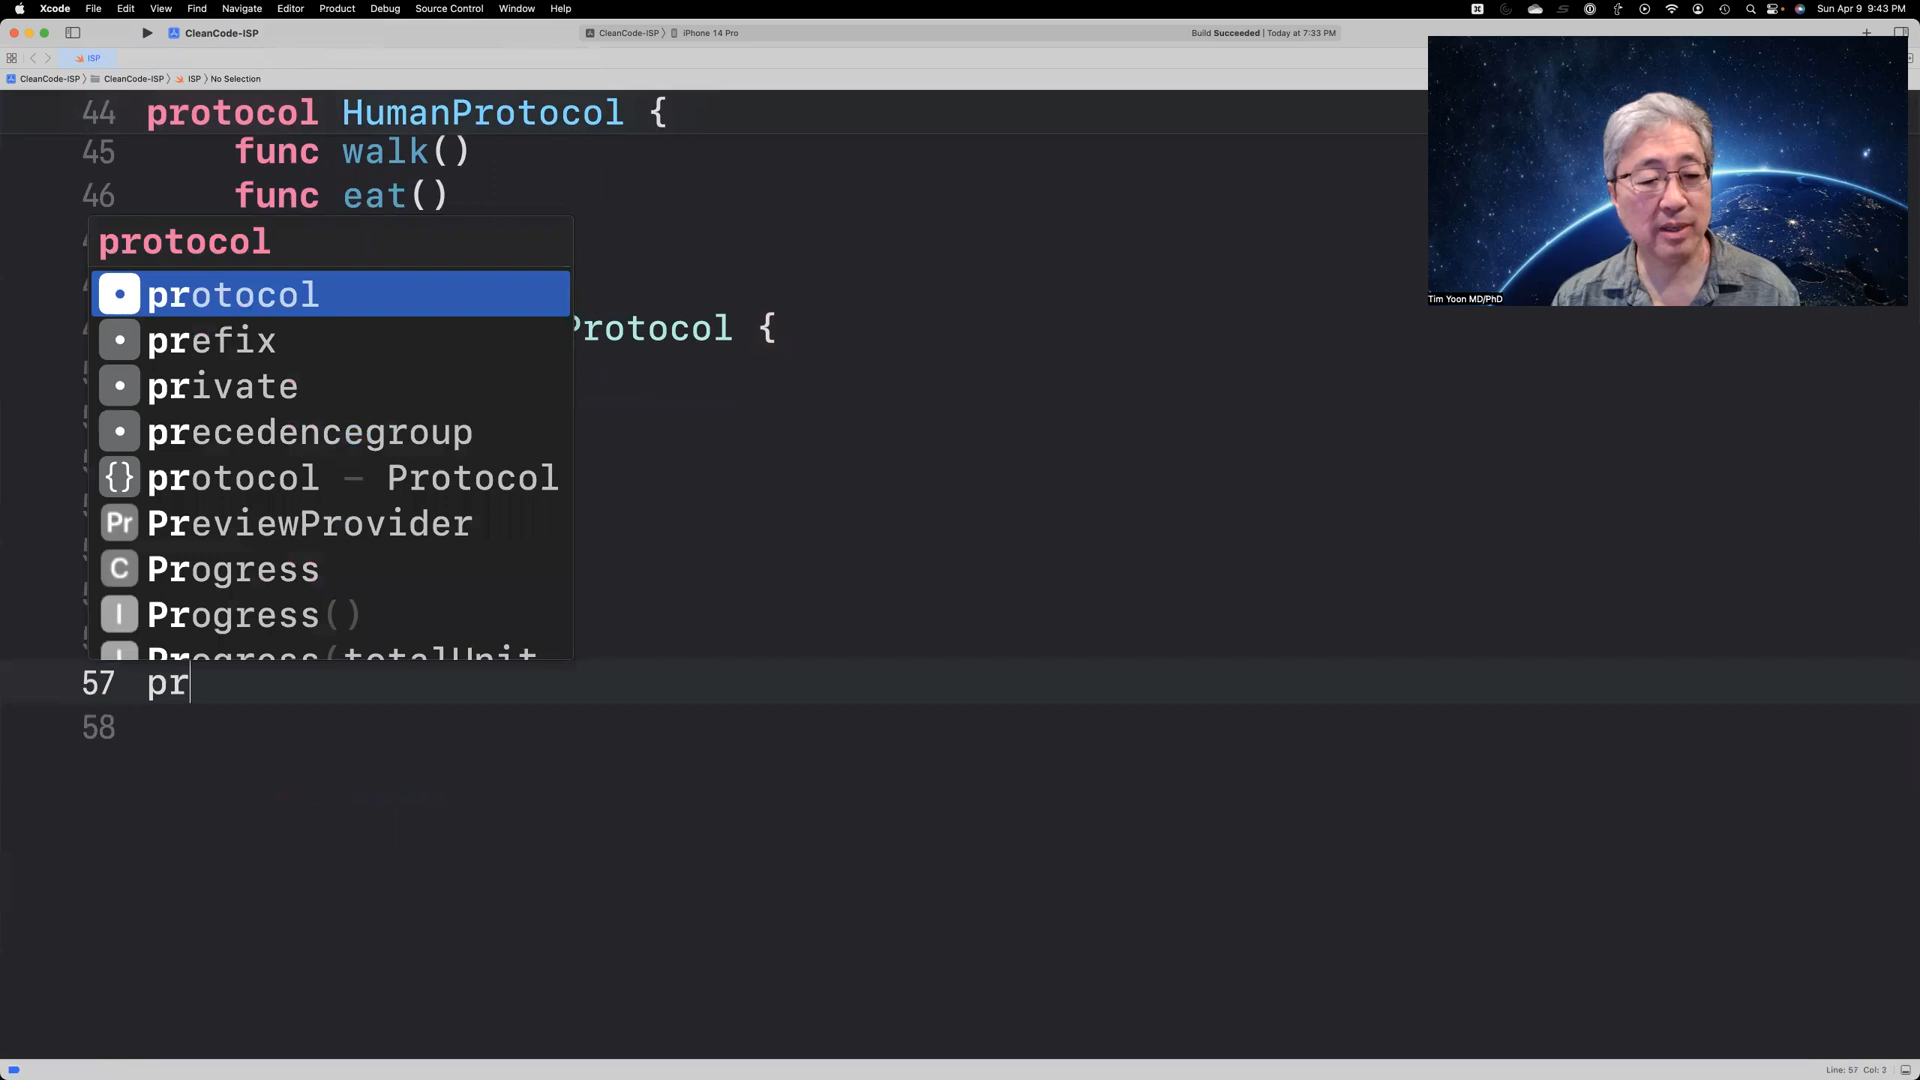 Xcode File Edit View Find Navigate Editor Product Debug Source Control Window Help Sun Apr 9 9:43 PM
CleanCode-ISP CleanCode-ISP 〉 iPhone 14 Pro Build Succeeded | Today at 7:33 PM
ISP
CleanCode-ISP 〉 CleanCode-ISP 〉 ISP 〉 No Selection
44 protocol HumanProtocol {
45 func walk()
46 func eat()
protocol
protocol
Protocol {
prefix
private
precedencegroup
protocol — Protocol
PreviewProvider
Progress
Progress()
Progress(totalUnit
57 pr
58
Tim Yoon MD/PhD
Line: 57 Col: 3